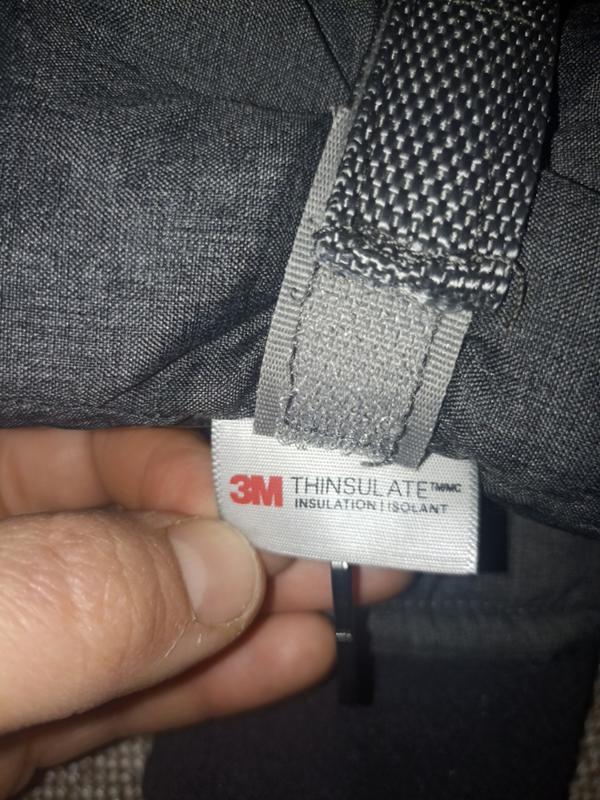 3M THINSULATE™/MC
INSULATION | ISOLANT